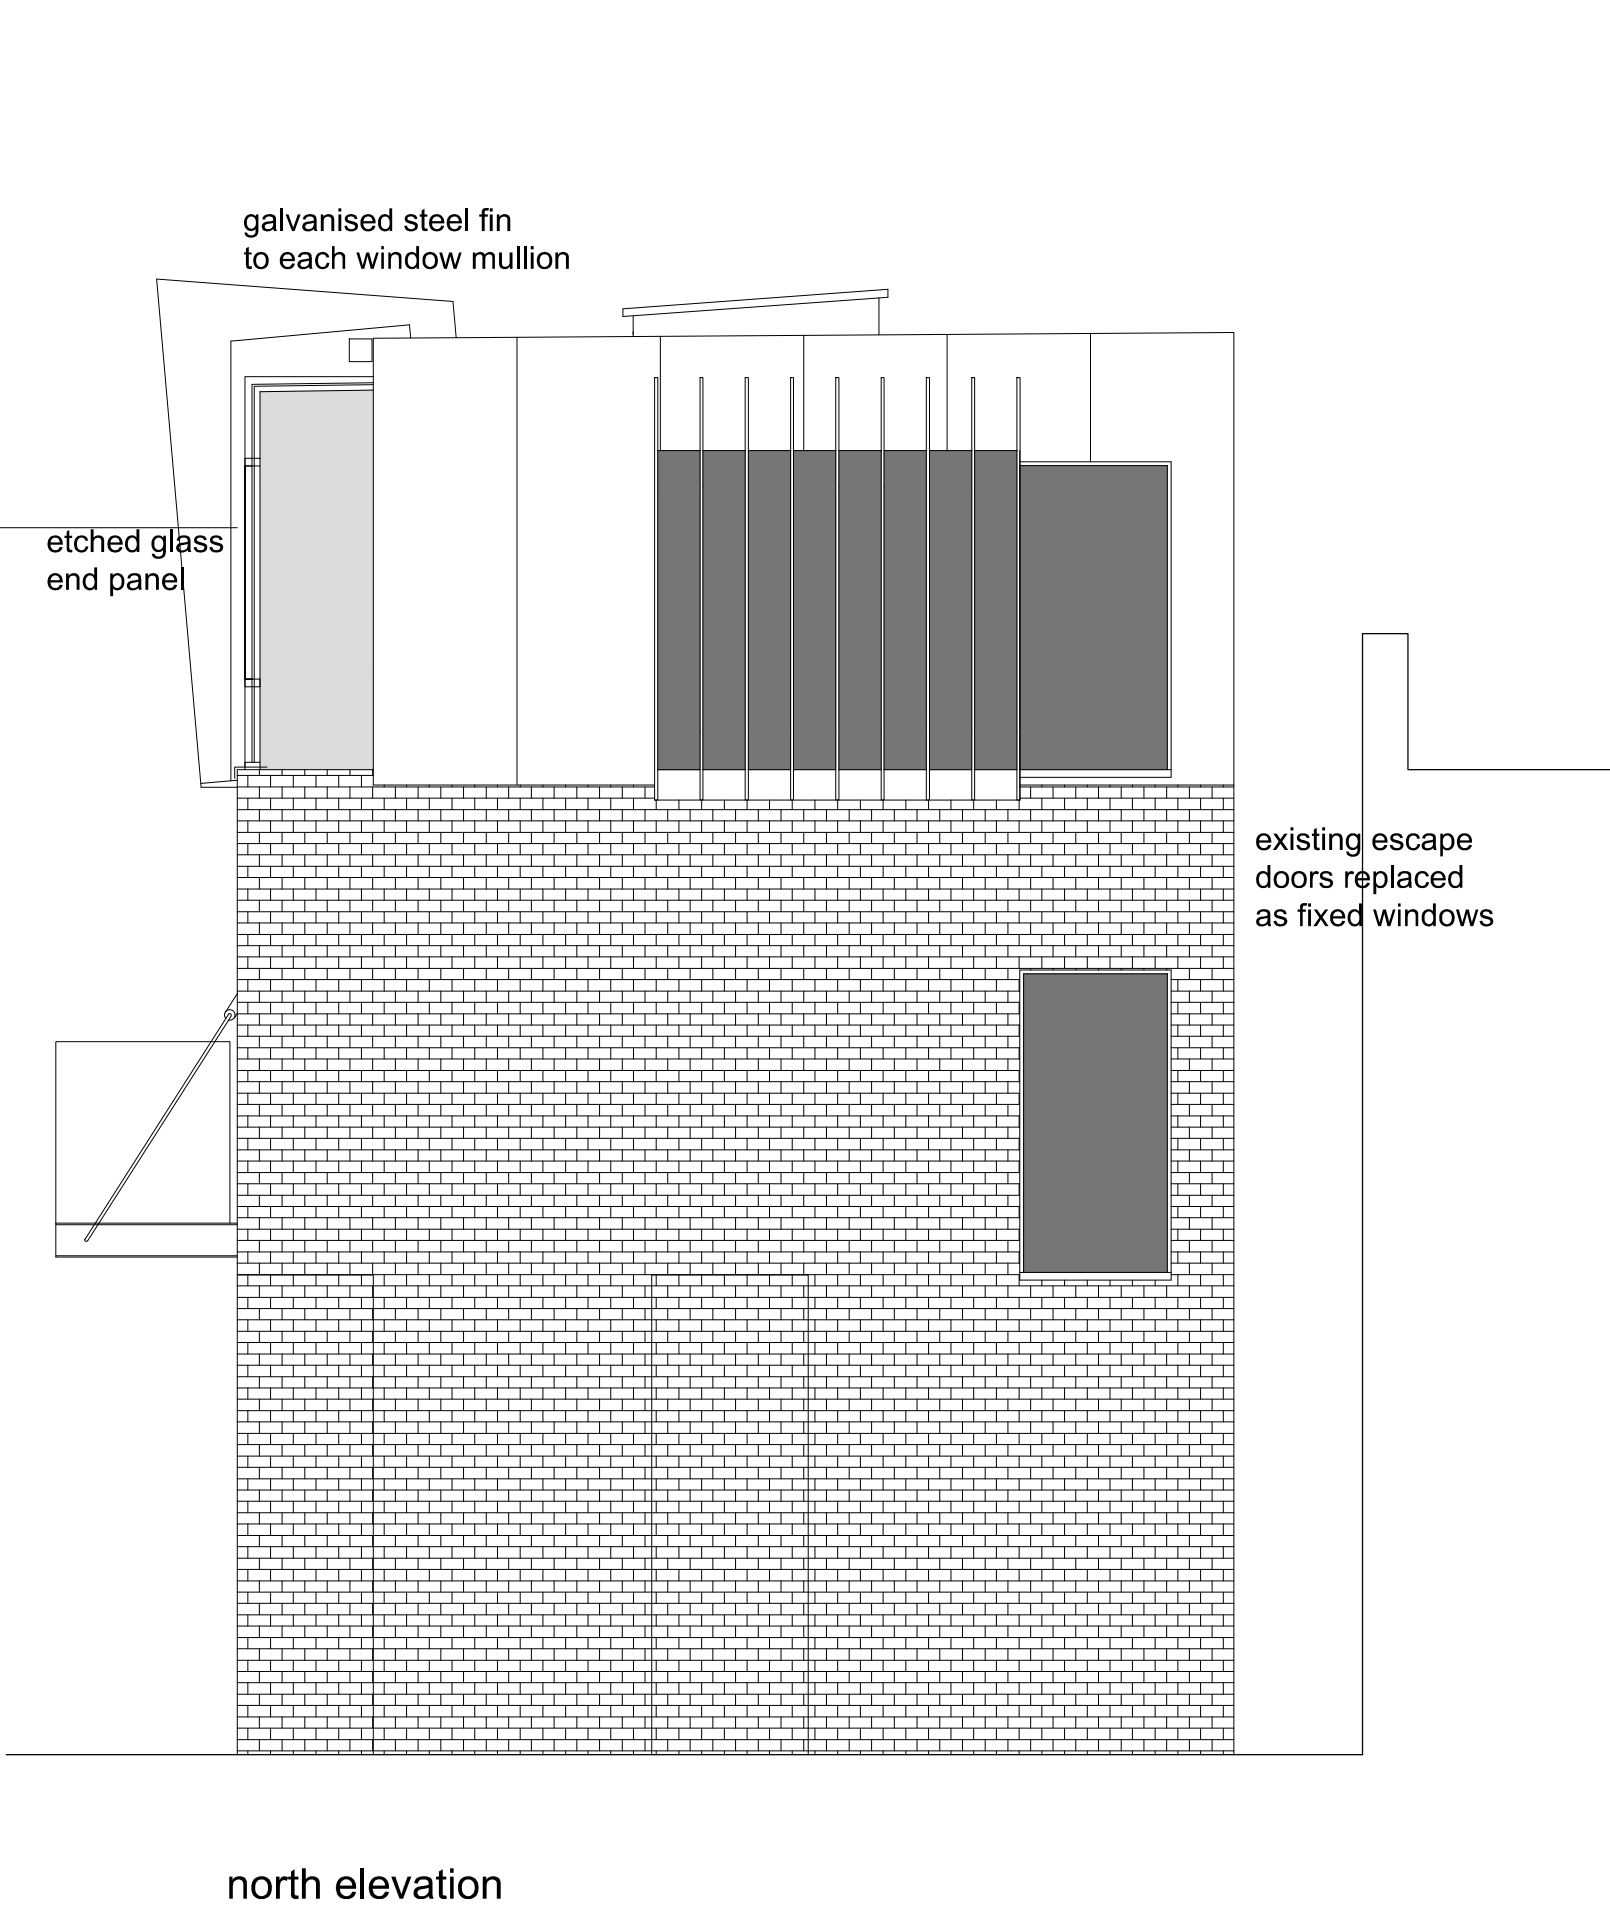 galvanised steel fin
to each window mullion
etched glass
end panel
existing escape
doors replaced
as fixed windows
north elevation